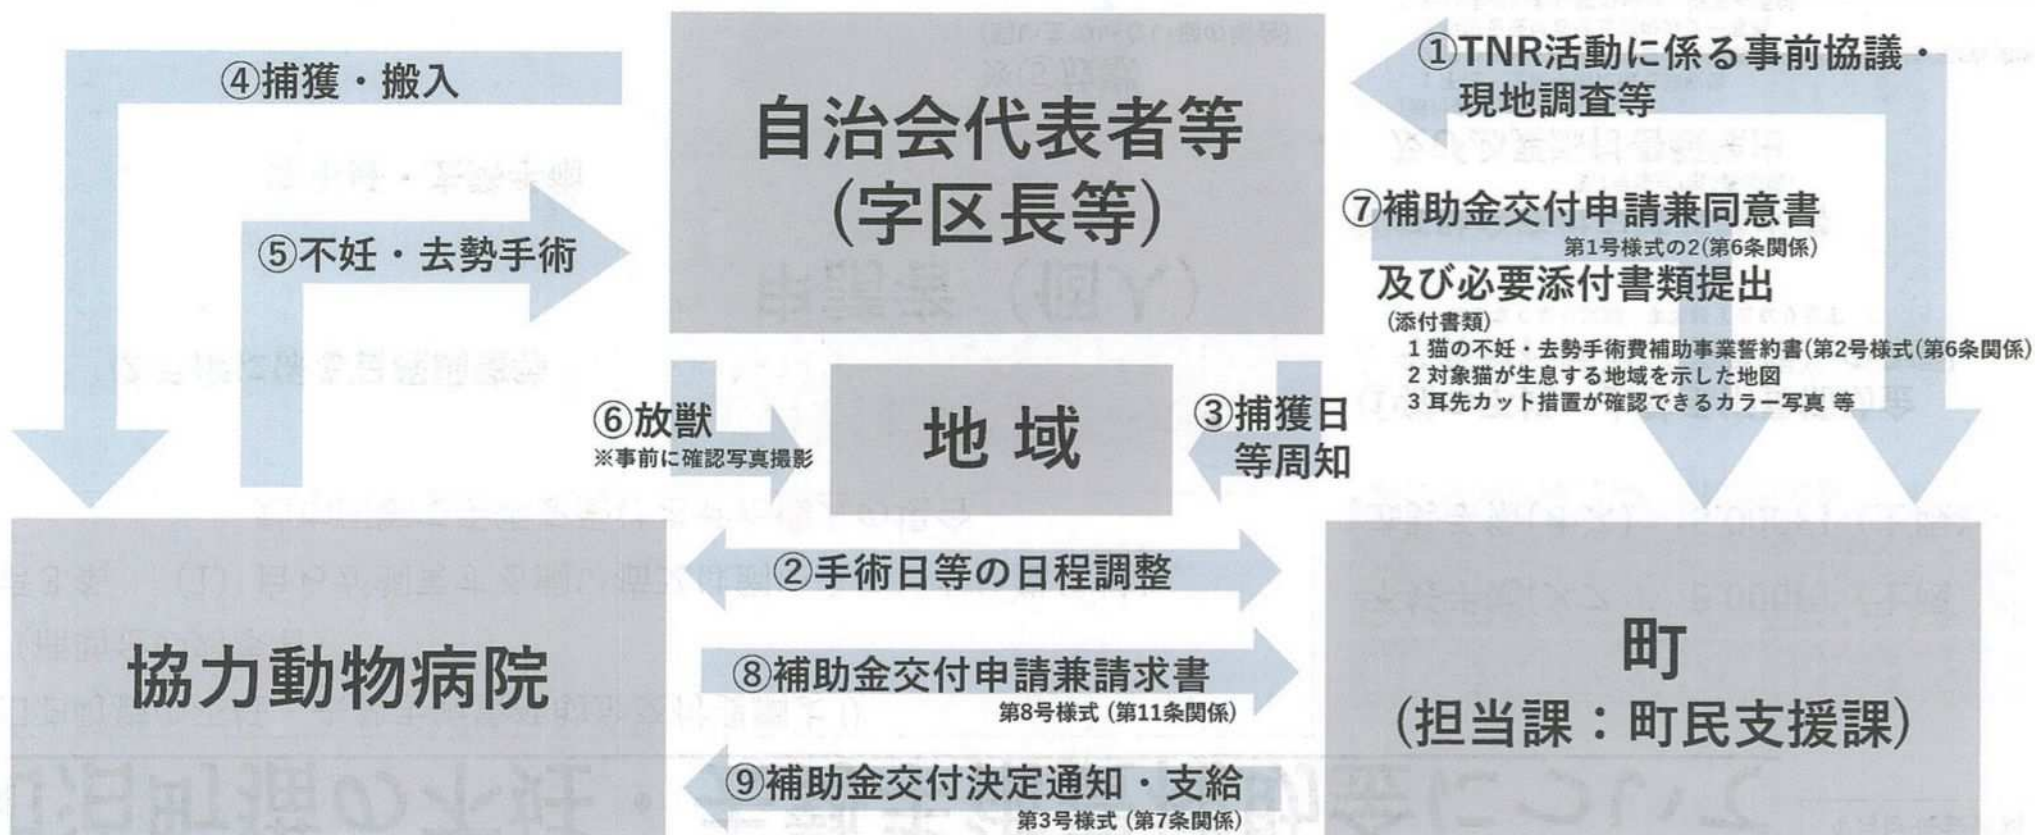 ④捕獲・搬入
自治会代表者等
(字区長等)
①TNR活動に係る事前協議・
現地調査等
⑤不妊・去勢手術
⑦補助金交付申請兼同意書
第1号様式の2(第6条関係)
及び必要添付書類提出
(添付書類)
1 猫の不妊・去勢手術費補助事業誓約書(第2号様式(第6条関係)
2 対象猫が生息する地域を示した地図
3 耳先カット措置が確認できるカラー写真 等
⑥放獣
※事前に確認写真撮影
地 域
③捕獲日
等周知
②手術日等の日程調整
協力動物病院
⑧補助金交付申請兼請求書
第8号様式 (第11条関係)
町
(担当課：町民支援課)
⑨補助金交付決定通知・支給
第3号様式 (第7条関係)